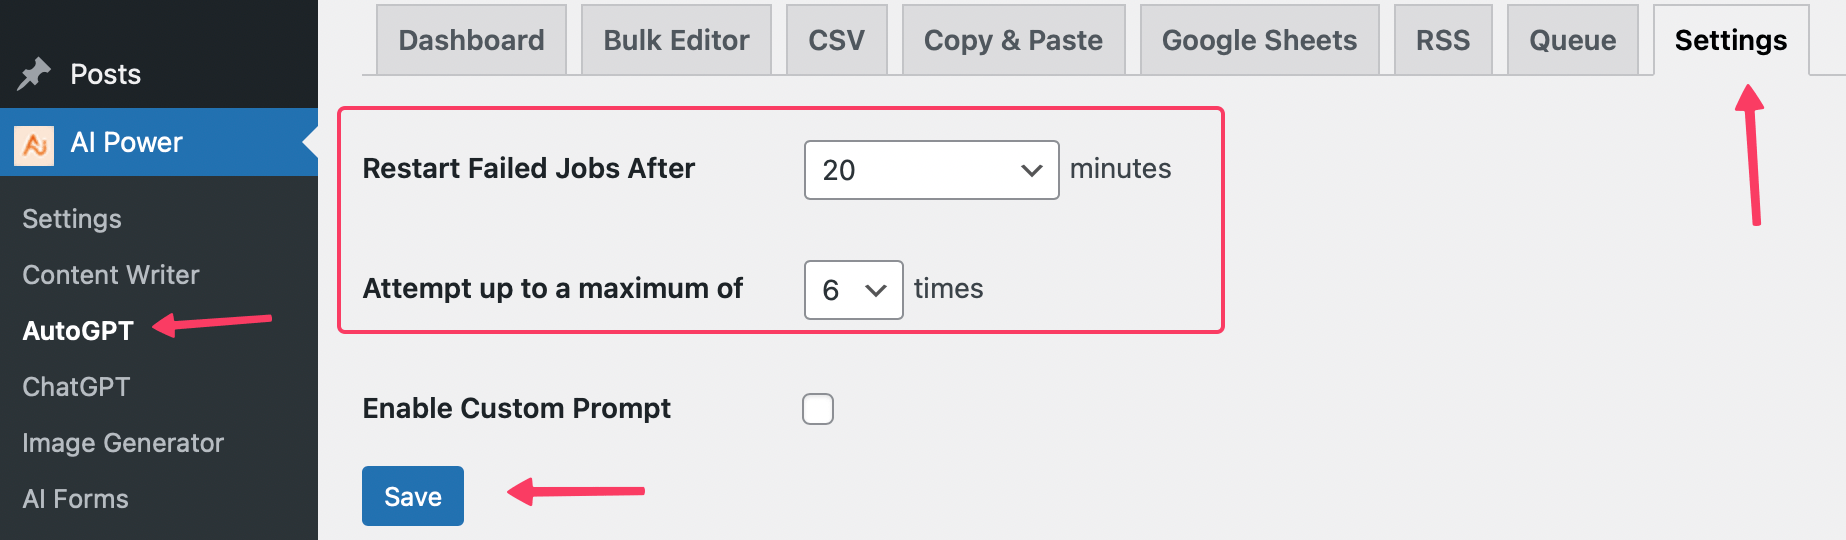 Posts
AI Power
Settings
Content Writer
AutoGPT
ChatGPT
Image Generator
AI Forms
Dashboard Bulk Editor CSV Copy & Paste Google Sheets RSS Queue Settings
Restart Failed Jobs After 20 minutes
Attempt up to a maximum of 6 times
Enable Custom Prompt
Save